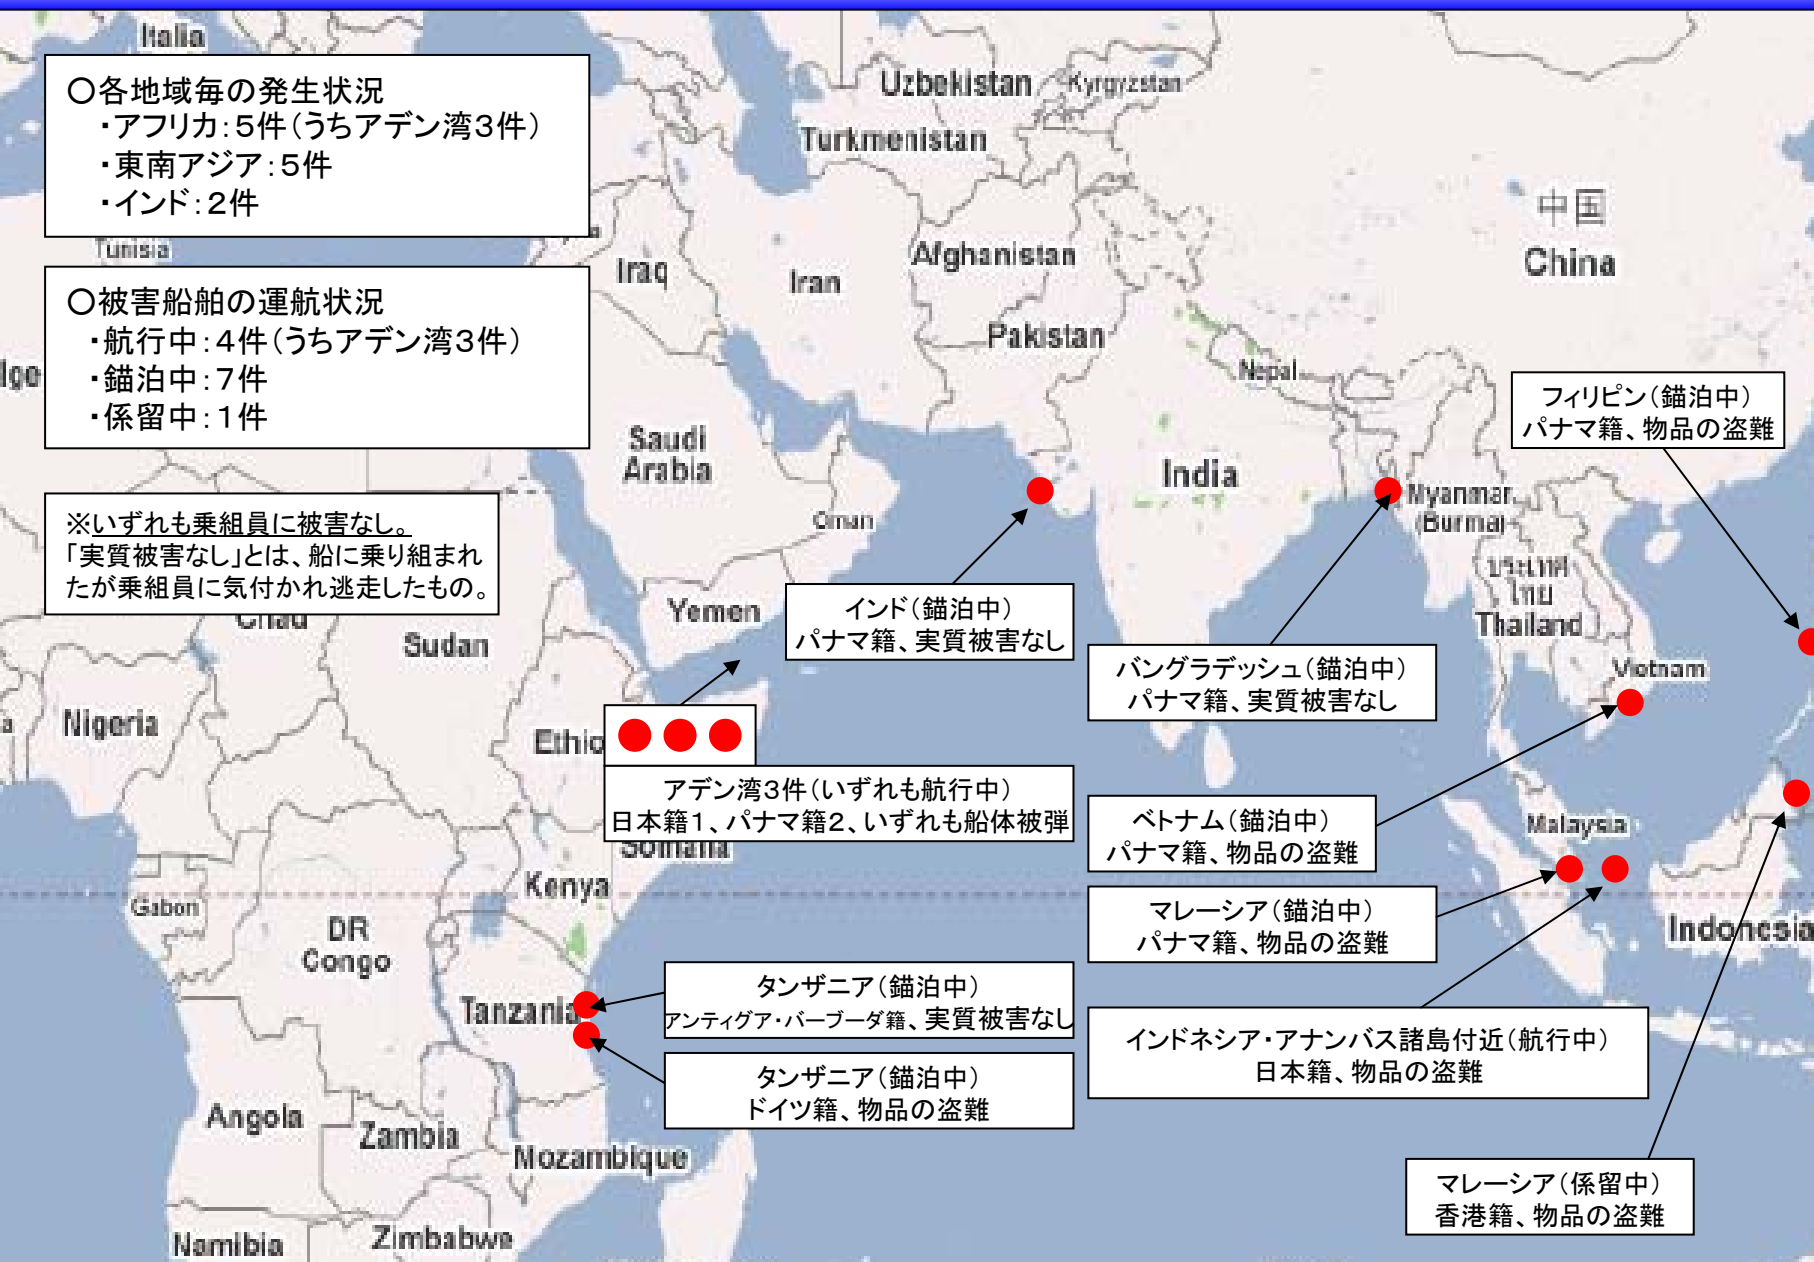 Italia
○各地域毎の発生状況
・アフリカ:5件(うちアデン湾3件)
・東南アジア:5件
・インド:2件
Tunisia
○被害船舶の運航状況
・航行中:4件(うちアデン湾3件)
・錨泊中:7件
・係留中:1件
※いずれも乗組員に被害なし。
「実質被害なし」とは、船に乗り組まれ
たが乗組員に気付かれ逃走したもの。
Uzbekistan
Kyrgyzstan
Turkmenistan
Afghanistan
Iraq
Iran
Pakistan
Nepal
中国
China
Saudi
Arabia
Oman
India
Myanmar
(Burma)
ประเทศ
ไทย
Thailand
Vietnam
Yemen
Chad
Sudan
Nigeria
Ethio
Somalia
Kenya
Gabon
DR
Congo
Tanzania
Angola
Zambia
Mozambique
Namibia
Zimbabwe
Malaysia
Indonesia
フィリピン(錨泊中)
パナマ籍、物品の盗難
インド(錨泊中)
パナマ籍、実質被害なし
バングラデッシュ(錨泊中)
パナマ籍、実質被害なし
アデン湾3件(いずれも航行中)
日本籍1、パナマ籍2、いずれも船体被弾
ベトナム(錨泊中)
パナマ籍、物品の盗難
マレーシア(錨泊中)
パナマ籍、物品の盗難
タンザニア(錨泊中)
アンティグア・バーブーダ籍、実質被害なし
タンザニア(錨泊中)
ドイツ籍、物品の盗難
インドネシア・アナンバス諸島付近(航行中)
日本籍、物品の盗難
マレーシア(係留中)
香港籍、物品の盗難